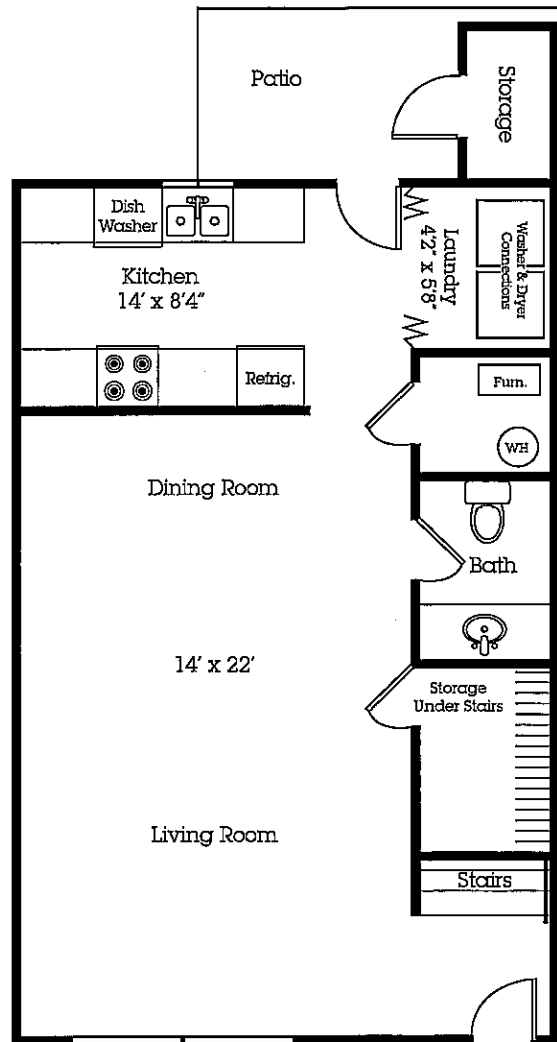 Patio
Storage
Dish
Washer
Kitchen
14' x 8'4"
Laundry
4'2" x 5'8"
Washer & Dryer
Connections
Refrig.
Furn.
WH
Dining Room
Bath
14' x 22'
Storage
Under Stairs
Living Room
Stairs